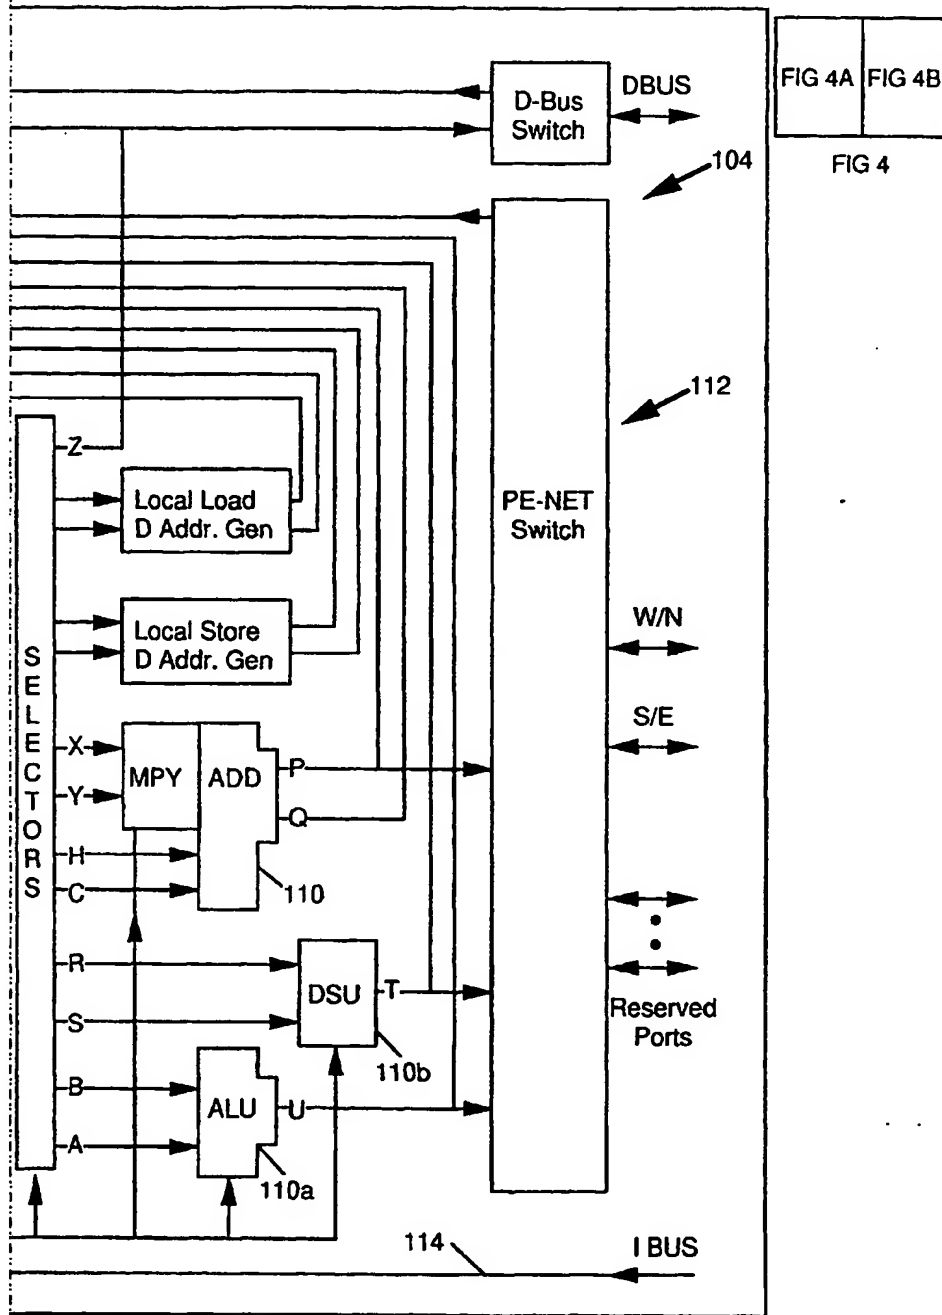 D-Bus
Switch
DBUS
FIG 4A
FIG 4B
FIG 4
104
112
Z
Local Load
D Addr. Gen
PE-NET
Switch
Local Store
D Addr. Gen
W/N
S/E
SELECTORS
X
Y
H
C
MPY
ADD
P
Q
110
R
S
DSU
T
110b
Reserved
Ports
B
A
ALU
U
110a
114
I BUS